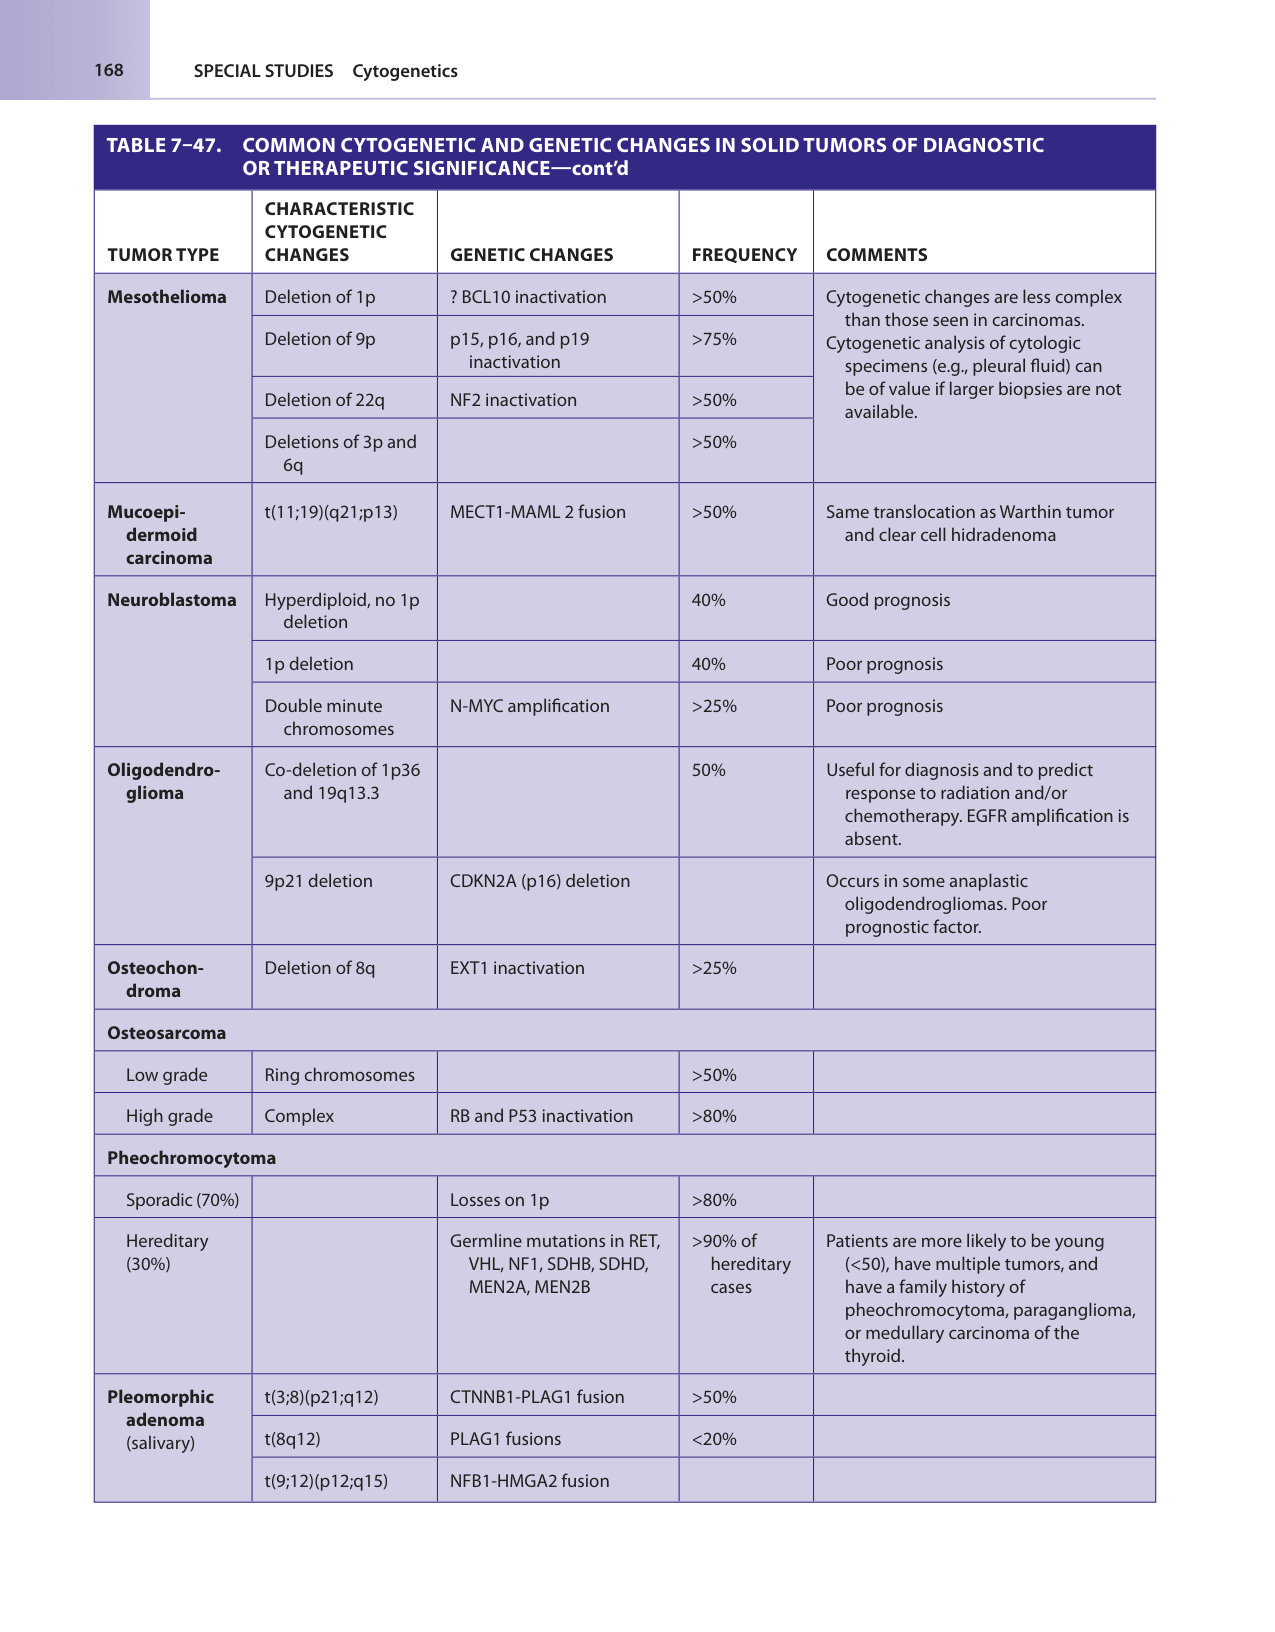 168
SPECIAL STUDIES Cytogenetics
TABLE 7–47. COMMON CYTOGENETIC AND GENETIC CHANGES IN SOLID TUMORS OF DIAGNOSTIC
OR THERAPEUTIC SIGNIFICANCE—cont’d
TUMOR TYPE
CHARACTERISTIC
CYTOGENETIC
CHANGES
GENETIC CHANGES
FREQUENCY
COMMENTS
Mesothelioma
Deletion of 1p
? BCL10 inactivation
>50%
Cytogenetic changes are less complex
than those seen in carcinomas.
Cytogenetic analysis of cytologic
specimens (e.g., pleural fluid) can
be of value if larger biopsies are not
available.
Deletion of 9p
p15, p16, and p19
inactivation
>75%
Deletion of 22q
NF2 inactivation
>50%
Deletions of 3p and
6q
>50%
Mucoepi-
dermoid
carcinoma
t(11;19)(q21;p13)
MECT1-MAML 2 fusion
>50%
Same translocation as Warthin tumor
and clear cell hidradenoma
Neuroblastoma
Hyperdiploid, no 1p
deletion
40%
Good prognosis
1p deletion
40%
Poor prognosis
Double minute
chromosomes
N-MYC amplification
>25%
Poor prognosis
Oligodendro-
glioma
Co-deletion of 1p36
and 19q13.3
50%
Useful for diagnosis and to predict
response to radiation and/or
chemotherapy. EGFR amplification is
absent.
9p21 deletion
CDKN2A (p16) deletion
Occurs in some anaplastic
oligodendrogliomas. Poor
prognostic factor.
Osteochon-
droma
Deletion of 8q
EXT1 inactivation
>25%
Osteosarcoma
Low grade
Ring chromosomes
>50%
High grade
Complex
RB and P53 inactivation
>80%
Pheochromocytoma
Sporadic (70%)
Losses on 1p
>80%
Hereditary
(30%)
Germline mutations in RET,
VHL, NF1, SDHB, SDHD,
MEN2A, MEN2B
>90% of
hereditary
cases
Patients are more likely to be young
(<50), have multiple tumors, and
have a family history of
pheochromocytoma, paraganglioma,
or medullary carcinoma of the
thyroid.
Pleomorphic
adenoma
(salivary)
t(3;8)(p21;q12)
CTNNB1-PLAG1 fusion
>50%
t(8q12)
PLAG1 fusions
<20%
t(9;12)(p12;q15)
NFB1-HMGA2 fusion